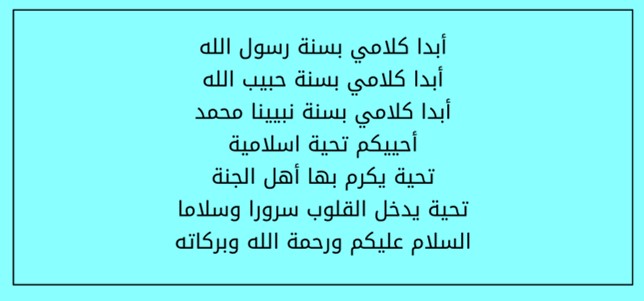 أبدا كلامي بسنة رسول الله
أبدا كلامي بسنة حبيب الله
أبدا كلامي بسنة نبيينا محمد
أحييكم تحية اسلامية
تحية يكرم بها أهل الجنة
تحية يدخل القلوب سرورا وسلاما
السلام عليكم ورحمة الله وبركاته